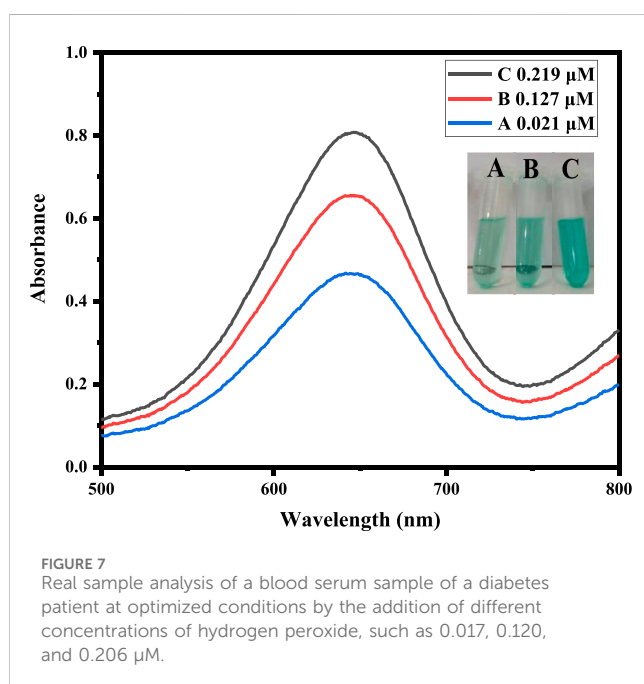 1.0
0.8
0.6
0.4
0.2
0.0
Absorbance
C 0.219 μM
B 0.127 μM
A 0.021 μM
A B C
500 600 700 800
Wavelength (nm)
FIGURE 7
Real sample analysis of a blood serum sample of a diabetes
patient at optimized conditions by the addition of different
concentrations of hydrogen peroxide, such as 0.017, 0.120,
and 0.206 μM.